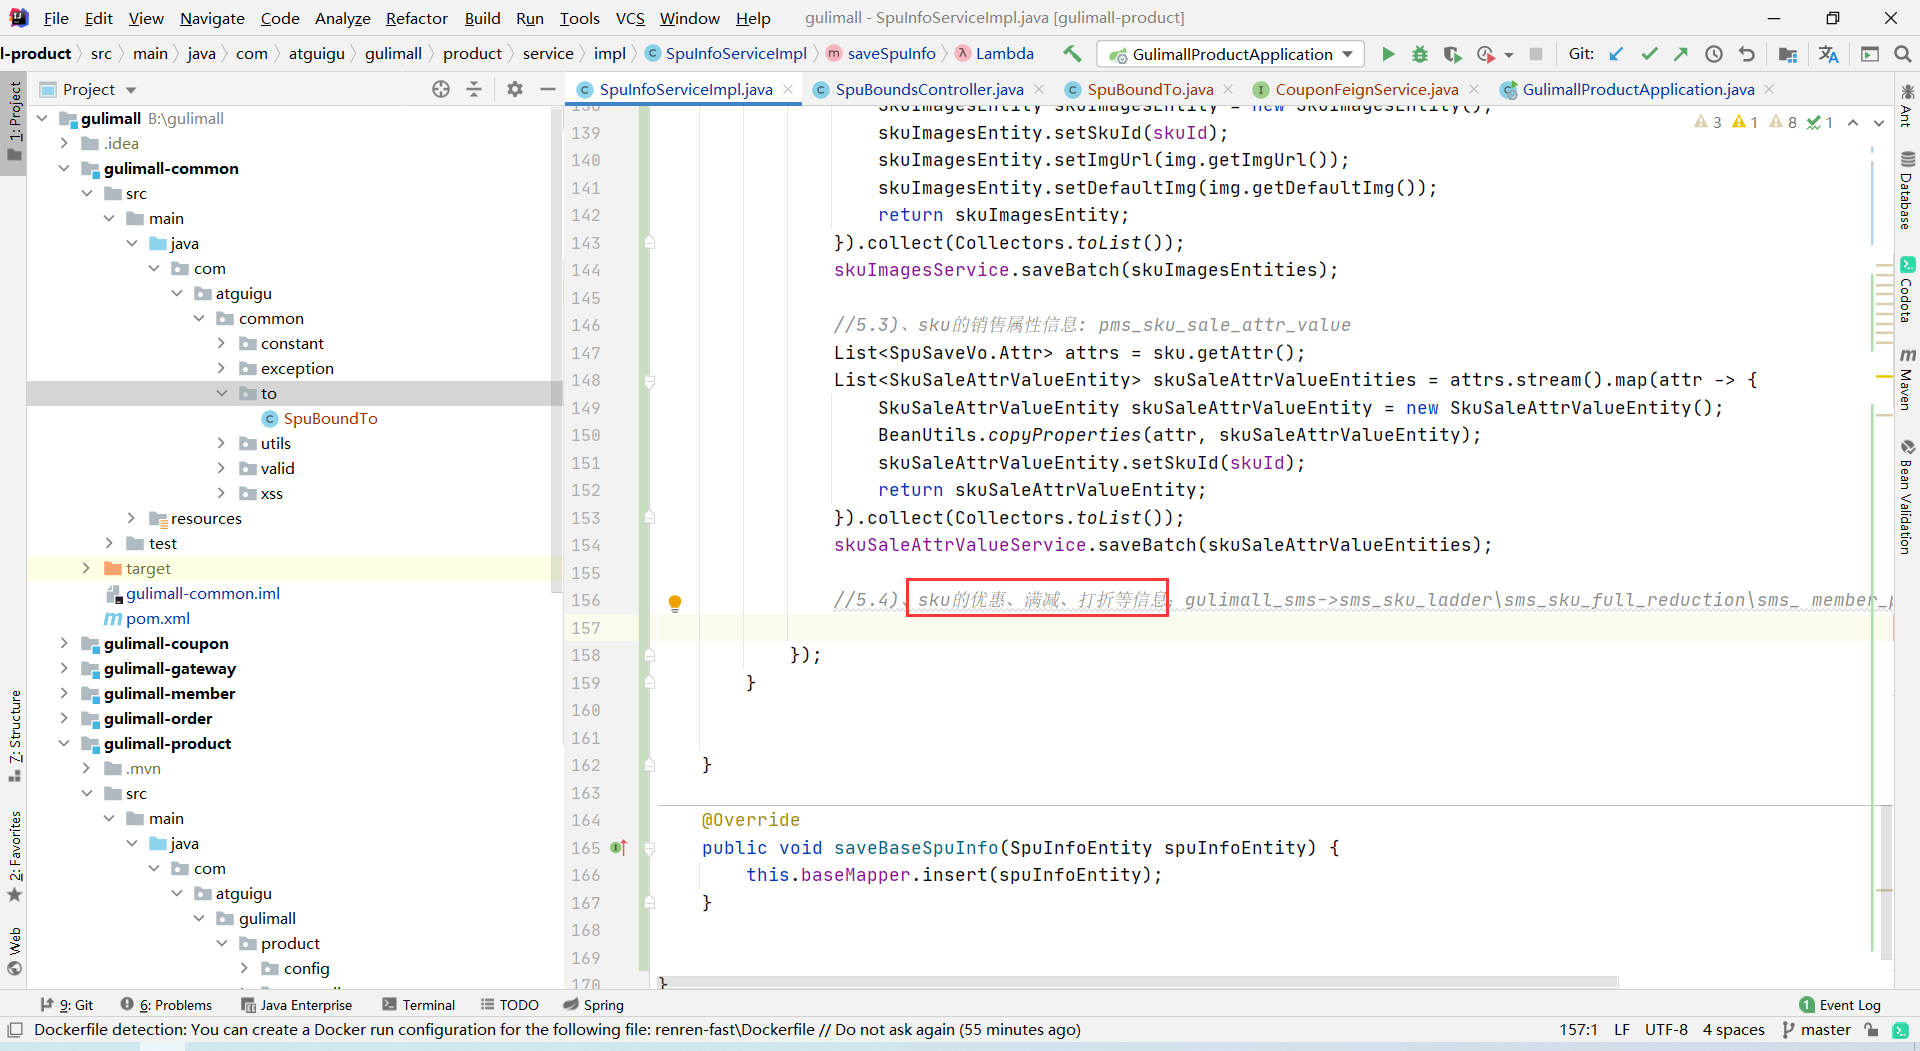 File Edit View Navigate Code Analyze Refactor Build Run Tools VCS Window Help gulimall - SpuInfoServiceImpl.java [gulimall-product]
l-product src main java com atguigu gulimall product service impl SpuInfoServiceImpl saveSpuInfo Lambda GulimallProductApplication Git:
Project SpuInfoServiceImpl.java SpuBoundsController.java SpuBoundTo.java CouponFeignService.java GulimallProductApplication.java
1: Project
7: Structure
2: Favorites
Web
gulimall B:\gulimall
.idea
gulimall-common
src
main
java
com
atguigu
common
constant
exception
to
SpuBoundTo
utils
valid
xss
resources
test
target
gulimall-common.iml
pom.xml
gulimall-coupon
gulimall-gateway
gulimall-member
gulimall-order
gulimall-product
.mvn
src
main
java
com
atguigu
gulimall
product
config
3 1 8 1
138 SkuImagesEntity skuImagesEntity = new SkuImagesEntity();
139 skuImagesEntity.setSkuId(skuId);
140 skuImagesEntity.setImgUrl(img.getImgUrl());
141 skuImagesEntity.setDefaultImg(img.getDefaultImg());
142 return skuImagesEntity;
143 }).collect(Collectors.toList());
144 skuImagesService.saveBatch(skuImagesEntities);
145
146 //5.3)、sku的销售属性信息: pms_sku_sale_attr_value
147 List<SpuSaveVo.Attr> attrs = sku.getAttr();
148 List<SkuSaleAttrValueEntity> skuSaleAttrValueEntities = attrs.stream().map(attr -> {
149 SkuSaleAttrValueEntity skuSaleAttrValueEntity = new SkuSaleAttrValueEntity();
150 BeanUtils.copyProperties(attr, skuSaleAttrValueEntity);
151 skuSaleAttrValueEntity.setSkuId(skuId);
152 return skuSaleAttrValueEntity;
153 }).collect(Collectors.toList());
154 skuSaleAttrValueService.saveBatch(skuSaleAttrValueEntities);
155
156 //5.4)、sku的优惠、满减、打折等信息: gulimall_sms->sms_sku_ladder\sms_sku_full_reduction\sms_ member_p
157
158 });
159 }
160
161
162 }
163
164 @Override
165 public void saveBaseSpuInfo(SpuInfoEntity spuInfoEntity) {
166 this.baseMapper.insert(spuInfoEntity);
167 }
168
169
170 }
Ant
Database
Codota
Maven
Bean Validation
9: Git 6: Problems Java Enterprise Terminal TODO Spring 1 Event Log
Dockerfile detection: You can create a Docker run configuration for the following file: renren-fast\Dockerfile // Do not ask again (55 minutes ago) 157:1 LF UTF-8 4 spaces master